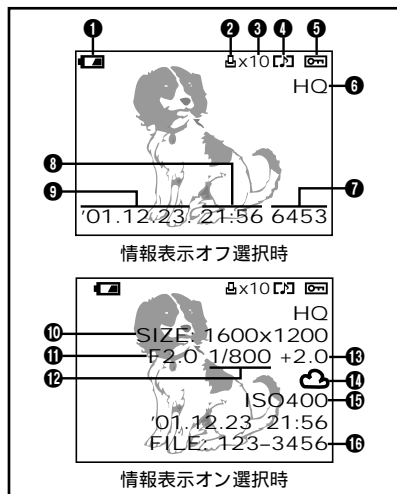 ❶ ❷ ❸ ❹ ❺
x10
HQ ❻
❽
❾ ❼
'01.12.23. 21:56 6453
情報表示オフ選択時
x10
HQ
❿ SIZE: 1600x1200
⓫ F2.0 1/800 +2.0 ⓭
⓬ ⓮
ISO400 ⓯
'01.12.23 21:56
FILE: 123-3456 ⓰
情報表示オン選択時